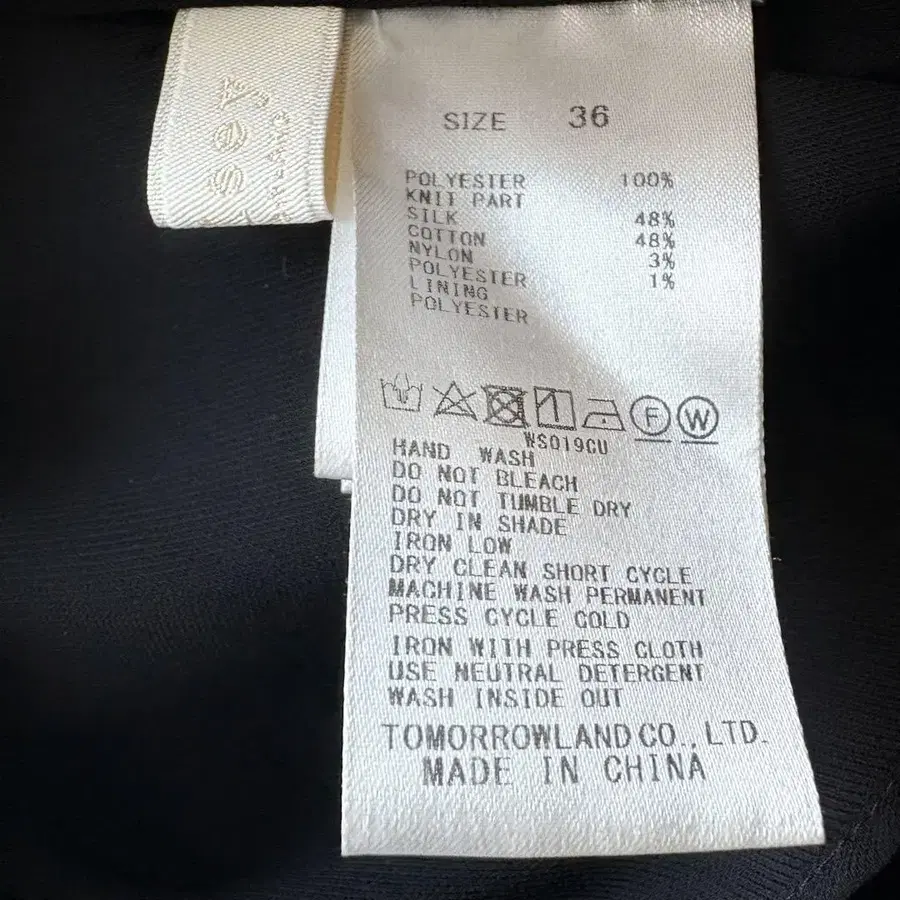 SIZE 36
POLYESTER 100%
KNIT PART
SILK 48%
COTTON 48%
NYLON 3%
POLYESTER 1%
LINING
POLYESTER
F W
WS019CU
HAND WASH
DO NOT BLEACH
DO NOT TUMBLE DRY
DRY IN SHADE
IRON LOW
DRY CLEAN SHORT CYCLE
MACHINE WASH PERMANENT
PRESS CYCLE COLD
IRON WITH PRESS CLOTH
USE NEUTRAL DETERGENT
WASH INSIDE OUT
TOMORROWLAND CO., LTD.
MADE IN CHINA